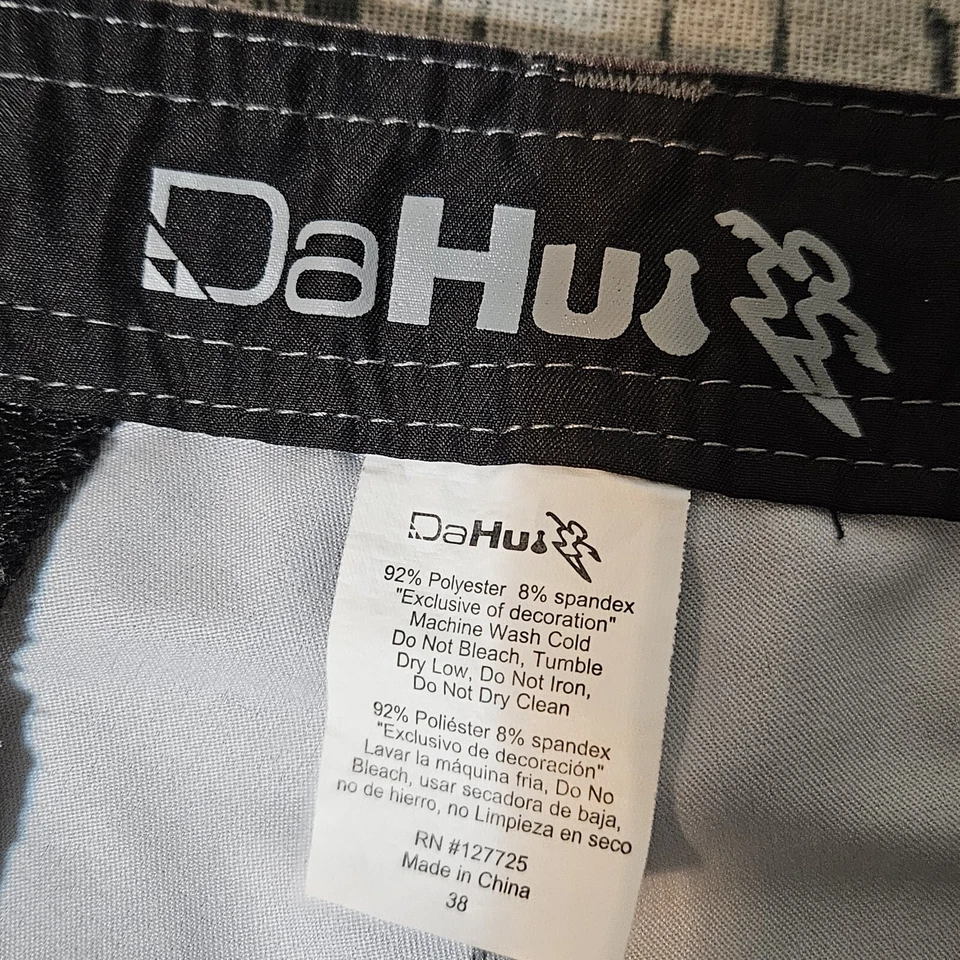 DaHui
DaHui
92% Polyester 8% spandex
"Exclusive of decoration"
Machine Wash Cold
Do Not Bleach, Tumble
Dry Low, Do Not Iron,
Do Not Dry Clean
92% Poliéster 8% spandex
"Exclusivo de decoración"
Lavar la máquina fria, Do No
Bleach, usar secadora de baja,
no de hierro, no Limpieza en seco
RN #127725
Made in China
38